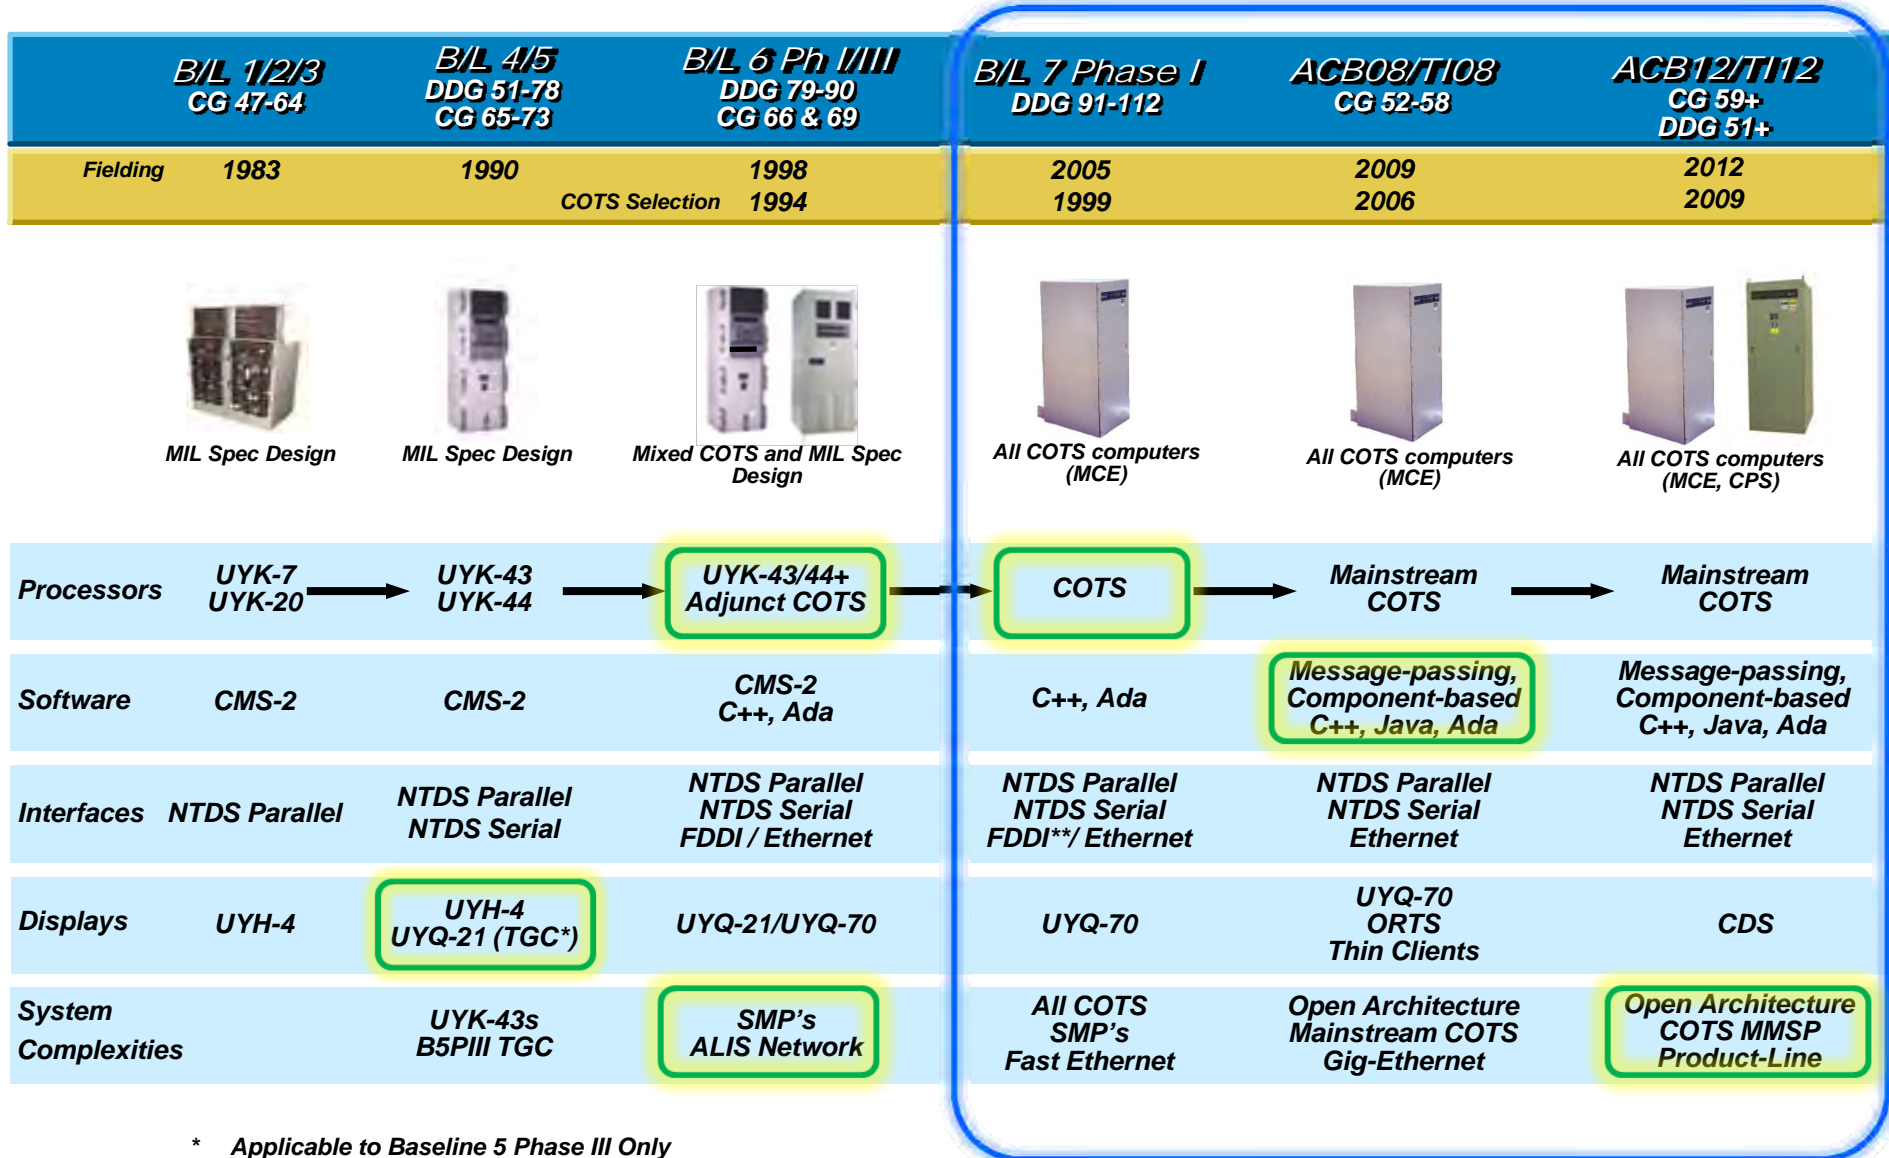 B/L 1/2/3
CG 47-64
B/L 4/5
DDG 51-78
CG 65-73
B/L 6 Ph I/III
DDG 79-90
CG 66 & 69
B/L 7 Phase I
DDG 91-112
ACB08/TI08
CG 52-58
ACB12/TI12
CG 59+
DDG 51+
Fielding 1983 1990 1998 2005 2009 2012
COTS Selection 1994 1999 2006 2009
MIL Spec Design
MIL Spec Design
Mixed COTS and MIL Spec
Design
All COTS computers
(MCE)
All COTS computers
(MCE)
All COTS computers
(MCE, CPS)
Processors
UYK-7
UYK-20
UYK-43
UYK-44
UYK-43/44+
Adjunct COTS
COTS
Mainstream
COTS
Mainstream
COTS
Software
CMS-2
CMS-2
CMS-2
C++, Ada
C++, Ada
Message-passing,
Component-based
C++, Java, Ada
Message-passing,
Component-based
C++, Java, Ada
Interfaces
NTDS Parallel
NTDS Parallel
NTDS Serial
NTDS Parallel
NTDS Serial
FDDI / Ethernet
NTDS Parallel
NTDS Serial
FDDI**/ Ethernet
NTDS Parallel
NTDS Serial
Ethernet
NTDS Parallel
NTDS Serial
Ethernet
Displays
UYH-4
UYH-4
UYQ-21 (TGC*)
UYQ-21/UYQ-70
UYQ-70
UYQ-70
ORTS
Thin Clients
CDS
System
Complexities
UYK-43s
B5PIII TGC
SMP's
ALIS Network
All COTS
SMP's
Fast Ethernet
Open Architecture
Mainstream COTS
Gig-Ethernet
Open Architecture
COTS MMSP
Product-Line
* Applicable to Baseline 5 Phase III Only